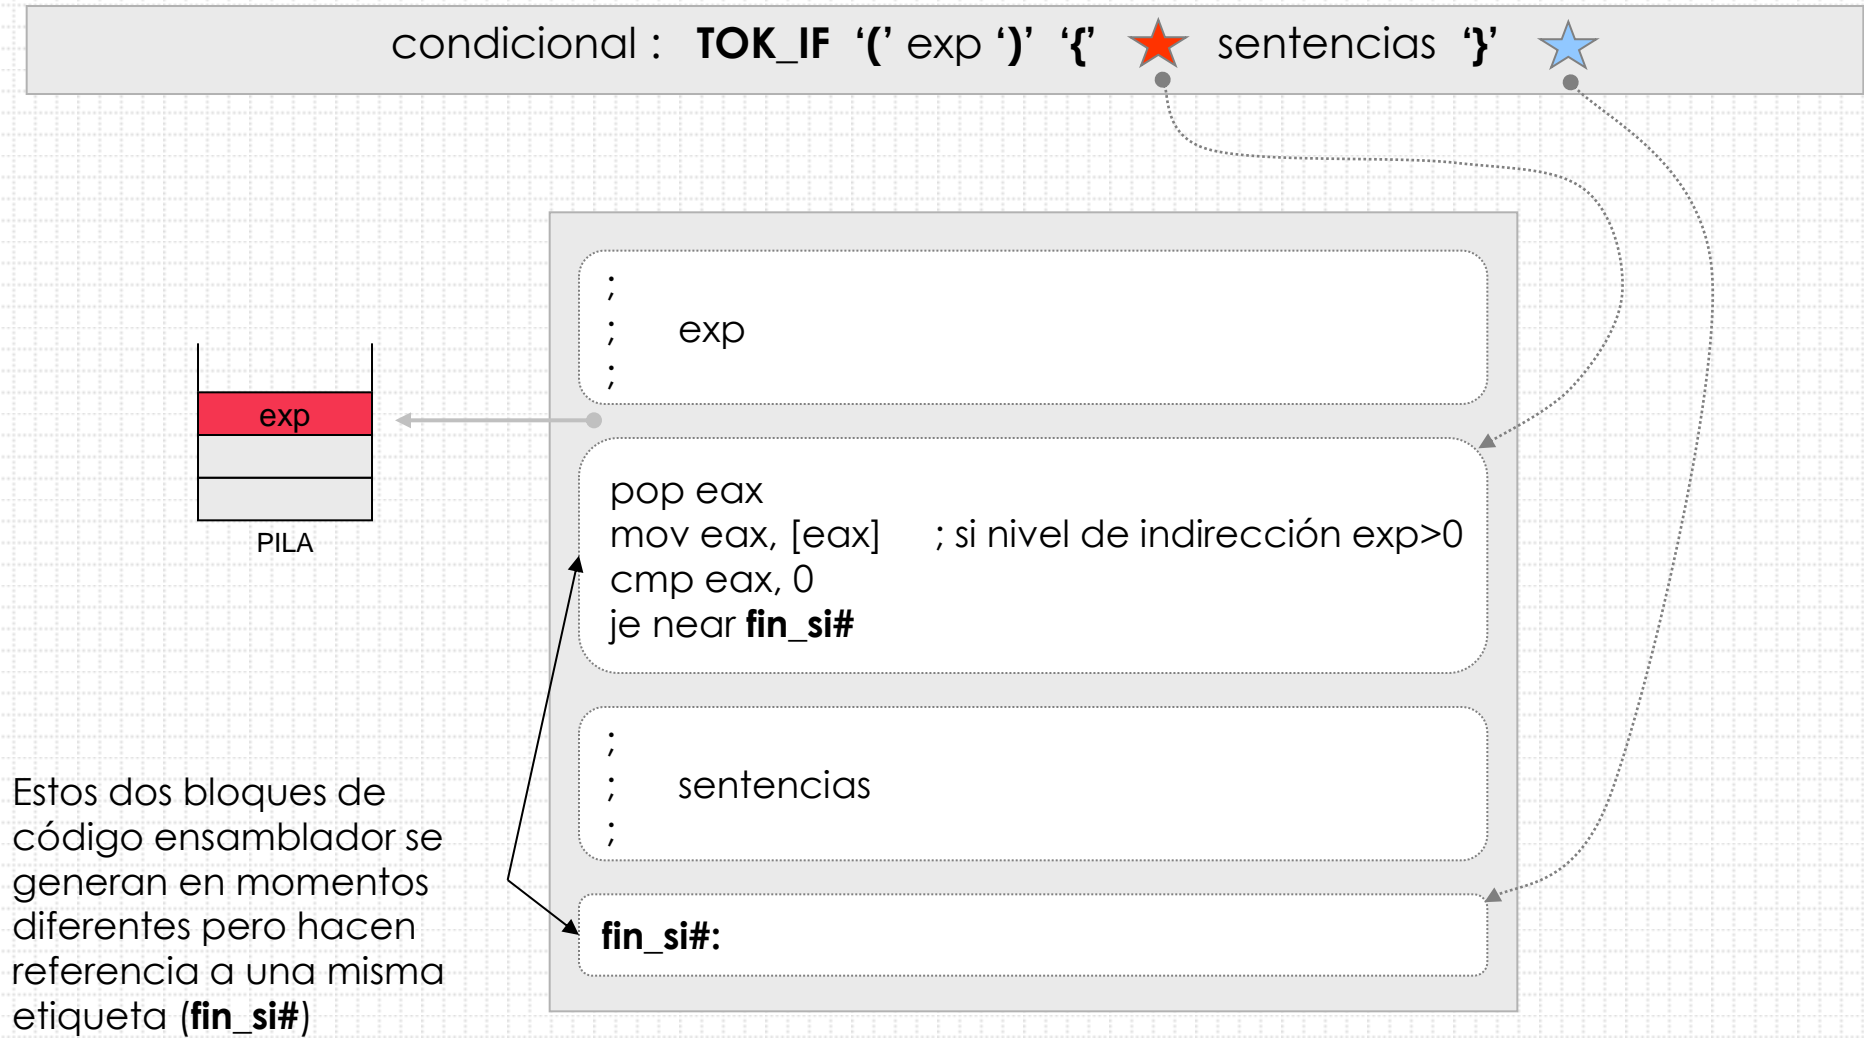 condicional : TOK_IF ‘(’ exp ‘)’ ‘{’ sentencias ‘}’
;
; exp
;
exp
PILA
pop eax
mov eax, [eax] ; si nivel de indirección exp>0
cmp eax, 0
je near fin_si#
;
; sentencias
;
fin_si#:
Estos dos bloques de
código ensamblador se
generan en momentos
diferentes pero hacen
referencia a una misma
etiqueta (fin_si#)